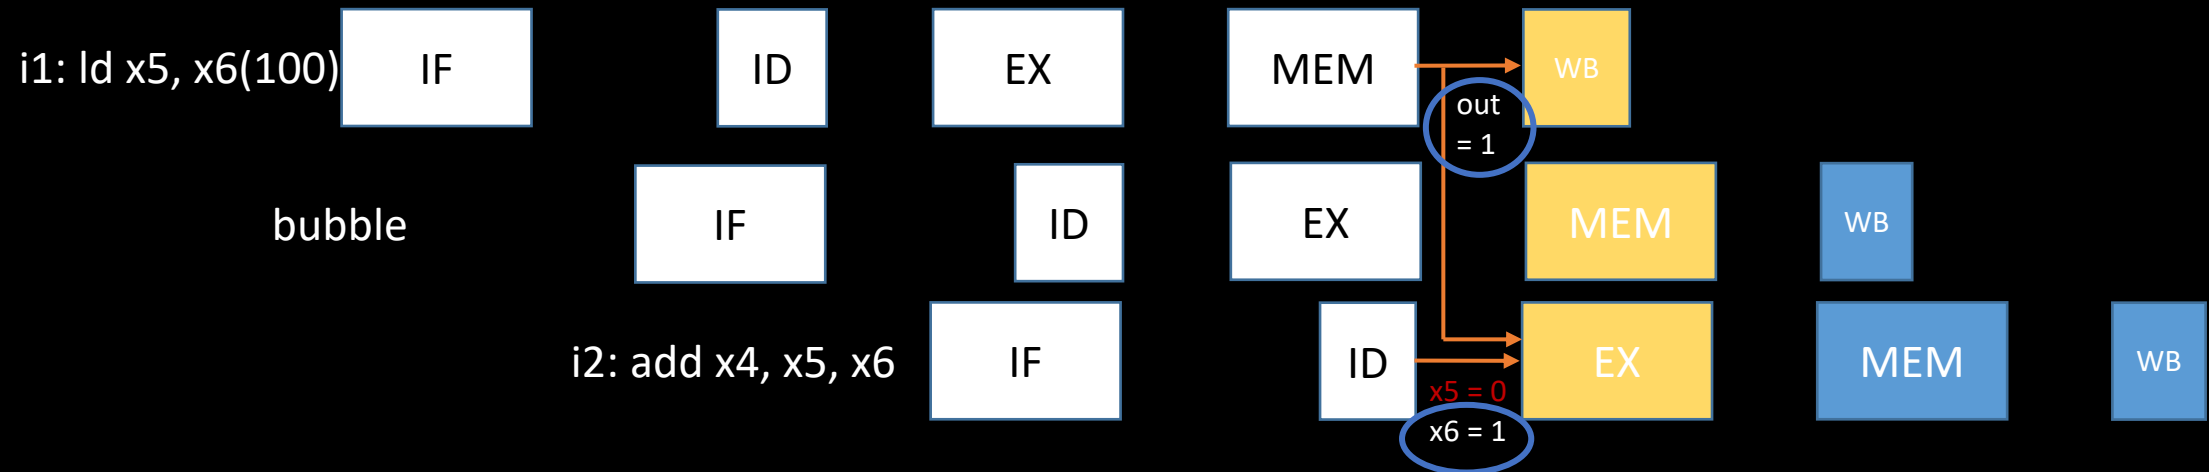 i1: ld x5, x6(100) IF ID EX MEM WB
out
= 1
bubble IF ID EX MEM WB
i2: add x4, x5, x6 IF ID EX MEM WB
x5 = 0
x6 = 1